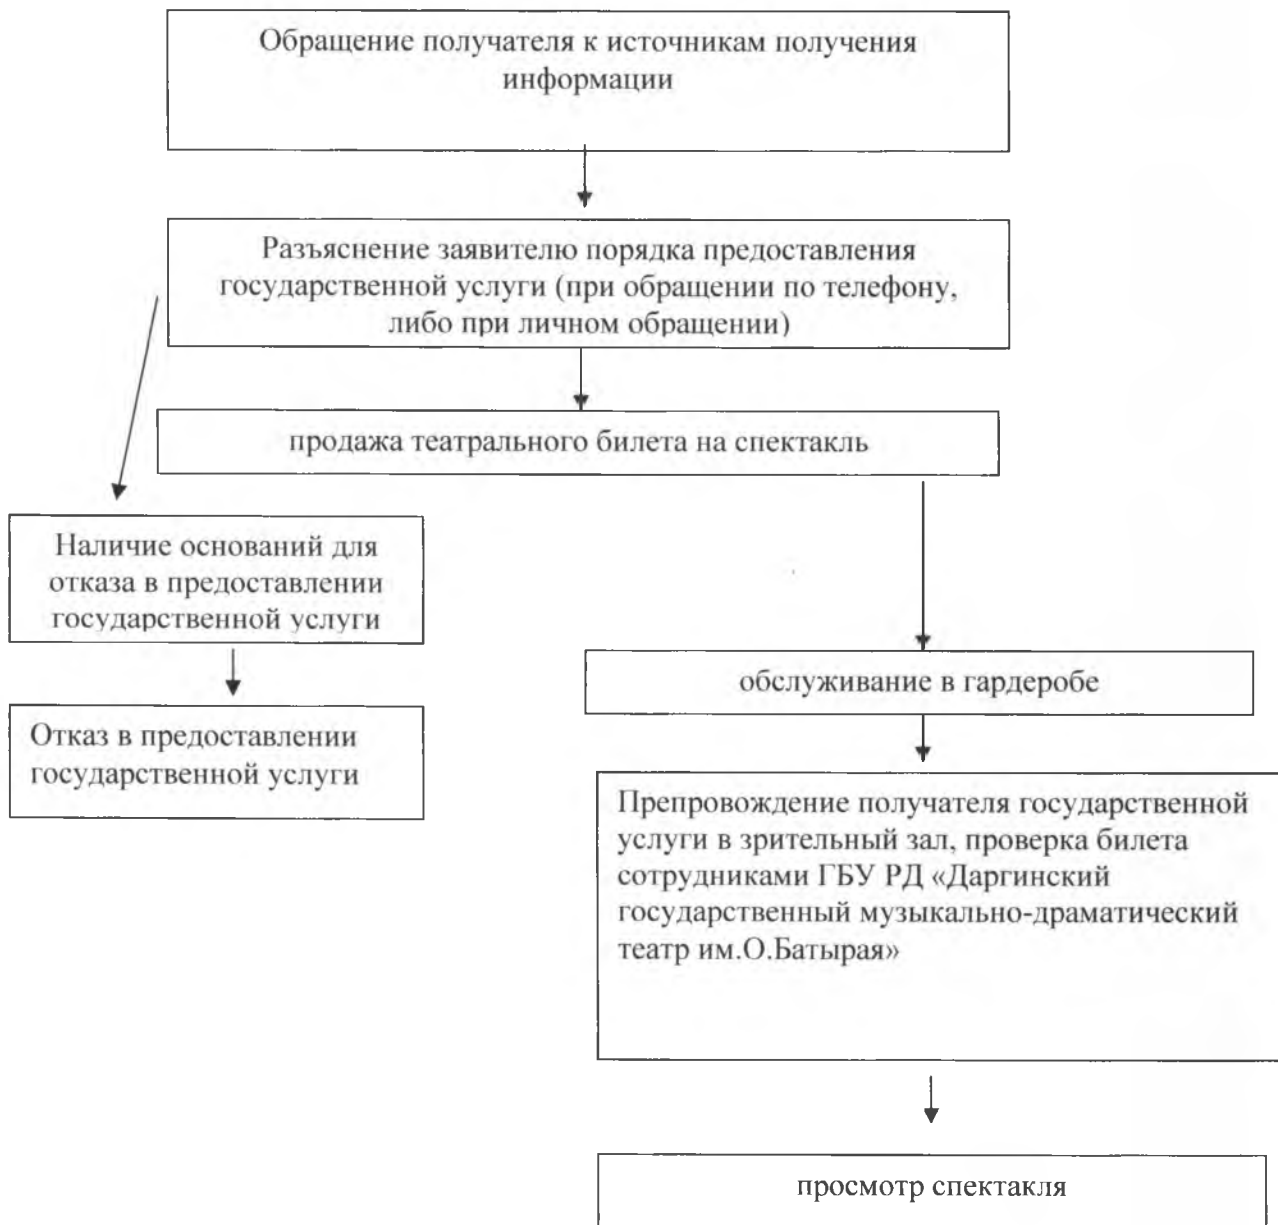 Обращение получателя к источникам получения
информации
Разъяснение заявителю порядка предоставления
государственной услуги (при обращении по телефону,
либо при личном обращении)
продажа театрального билета на спектакль
Наличие оснований для
отказа в предоставлении
государственной услуги
Отказ в предоставлении
государственной услуги
обслуживание в гардеробе
Препровождение получателя государственной
услуги в зрительный зал, проверка билета
сотрудниками ГБУ РД «Даргинский
государственный музыкально-драматический
театр им.О.Батырая»
просмотр спектакля